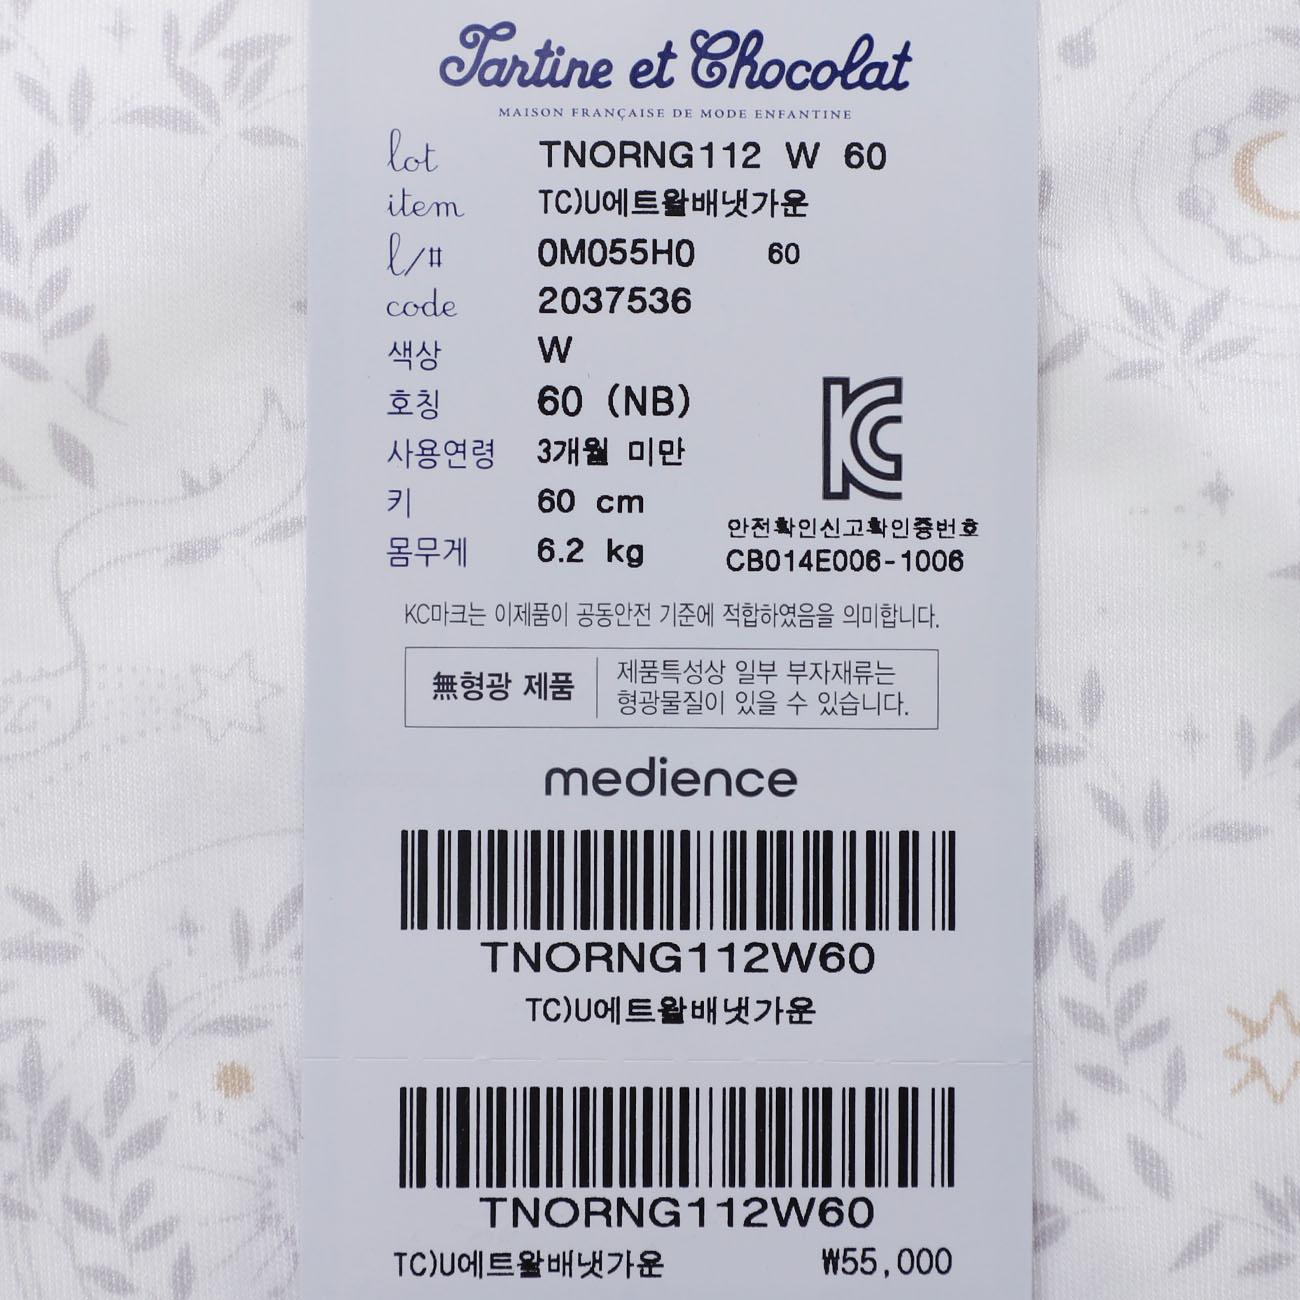 Tartine et Chocolat
MAISON FRANÇAISE DE MODE ENFANTINE
lot TNORNG112 W 60
item TC)U에트왈배냇가운
l/# 0M055H0 60
code 2037536
색상 W
호칭 60 (NB)
사용연령 3개월 미만
키 60 cm
몸무게 6.2 kg
안전확인신고확인증번호
CB014E006-1006
KC마크는 이제품이 공동안전 기준에 적합하였음을 의미합니다.
無형광 제품
제품특성상 일부 부자재류는
형광물질이 있을 수 있습니다.
medience
TNORNG112W60
TC)U에트왈배냇가운
TNORNG112W60
TC)U에트왈배냇가운 ₩55,000